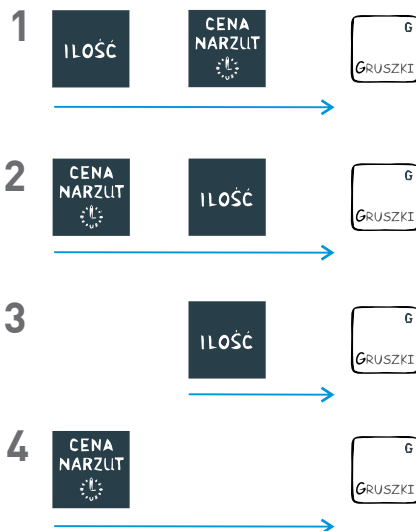 1
ILOŚĆ
CENA
NARZUT
G
GRUSZKI
2
CENA
NARZUT
ILOŚĆ
G
GRUSZKI
3
ILOŚĆ
G
GRUSZKI
4
CENA
NARZUT
G
GRUSZKI